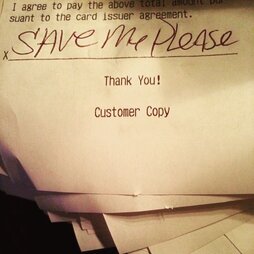 I agree to pay the above total amount pur
suant to the card issuer agreement.
x SAVE Me Please
Thank You!
Customer Copy